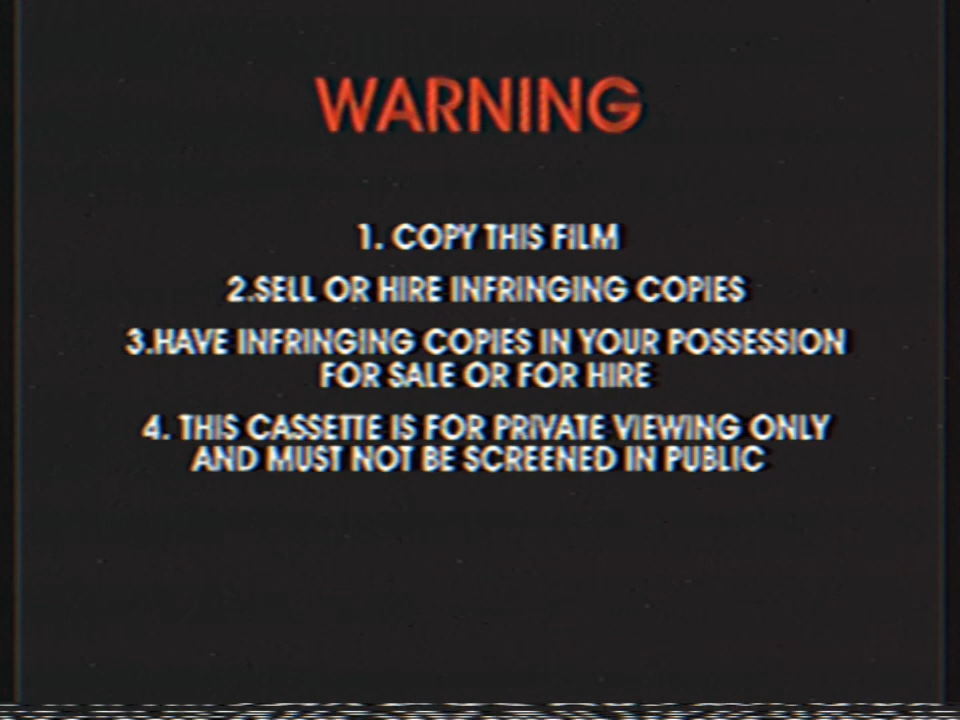 WARNING
1. COPY THIS FILM
2.SELL OR HIRE INFRINGING COPIES
3.HAVE INFRINGING COPIES IN YOUR POSSESSION
FOR SALE OR FOR HIRE
4. THIS CASSETTE IS FOR PRIVATE VIEWING ONLY
AND MUST NOT BE SCREENED IN PUBLIC